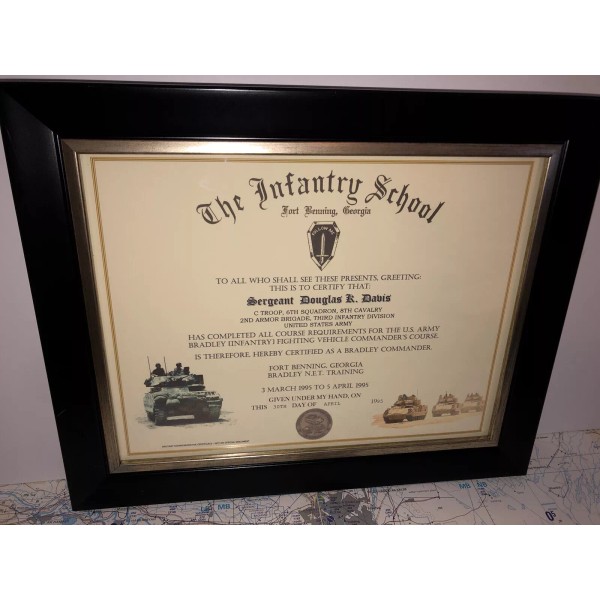 The Infantry School
Fort Benning, Georgia
FOLLOW ME
TO ALL WHO SHALL SEE THESE PRESENTS, GREETING:
THIS IS TO CERTIFY THAT:
Sergeant Douglas K. Davis
C TROOP, 6TH SQUADRON, 8TH CAVALRY
2ND ARMOR BRIGADE, THIRD INFANTRY DIVISION
UNITED STATES ARMY
HAS COMPLETED ALL COURSE REQUIREMENTS FOR THE U.S. ARMY
BRADLEY (INFANTRY) FIGHTING VEHICLE COMMANDER'S COURSE
IS THEREFORE, HEREBY CERTIFIED AS A BRADLEY COMMANDER.
FORT BENNING, GEORGIA
BRADLEY N.E.T. TRAINING
3 MARCH 1995 TO 5 APRIL 1995
GIVEN UNDER MY HAND, ON
THIS DAY OF APRIL
MB
MB